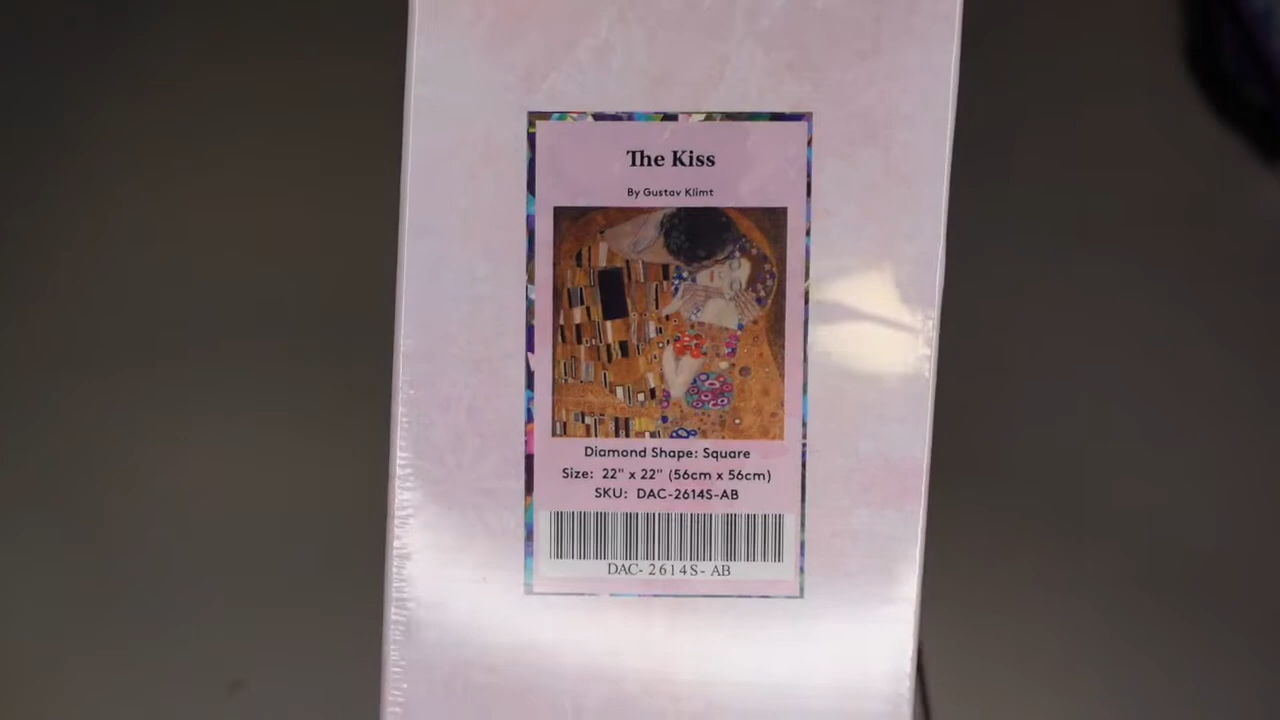 The Kiss
By Gustav Klimt
Diamond Shape: Square
Size: 22" x 22" (56cm x 56cm)
SKU: DAC-2614S-AB
DAC- 2614S- AB